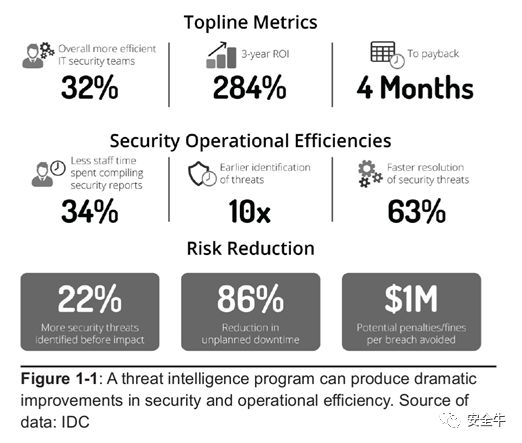 Topline Metrics
Overall more efficient
IT security teams
32%
3-year ROI
284%
To payback
4 Months
Security Operational Efficiencies
Less staff time
spent compiling
security reports
34%
Earlier identification
of threats
10x
Faster resolution
of security threats
63%
Risk Reduction
22%
More security threats
identified before impact
86%
Reduction in
unplanned downtime
$1M
Potential penalties/fines
per breach avoided
Figure 1-1: A threat intelligence program can produce dramatic
improvements in security and operational efficiency. Source of
data: IDC
安全牛